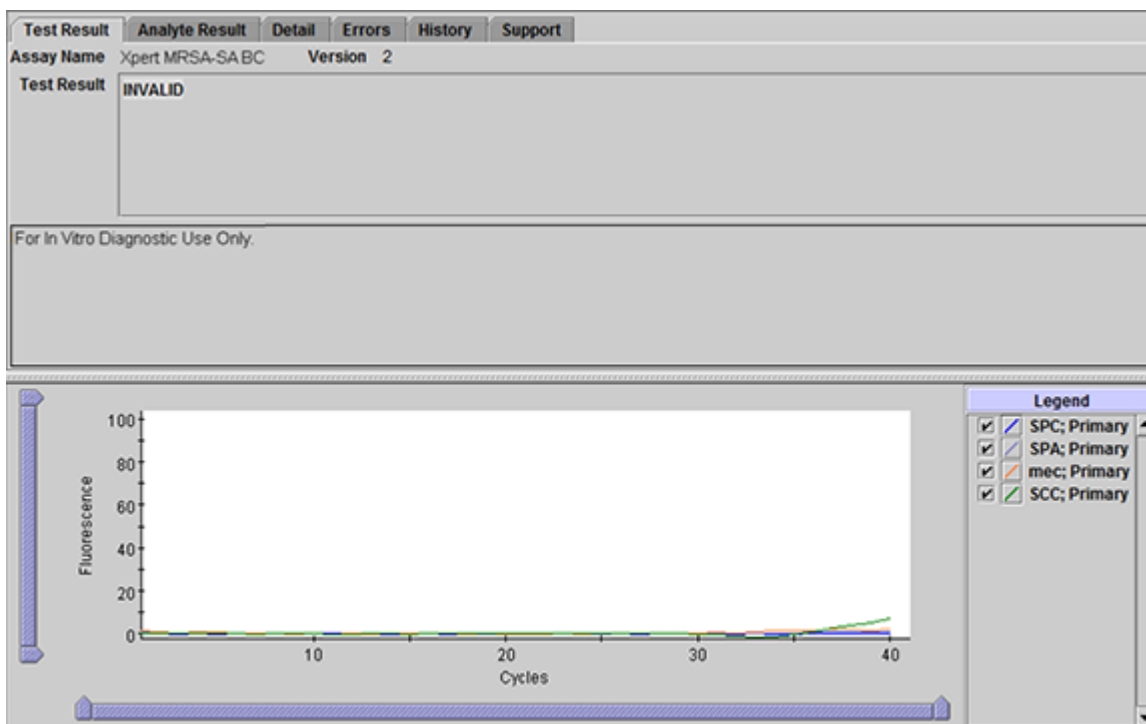 Test Result Analyte Result Detail Errors History Support
Assay Name Xpert MRSA-SA BC Version 2
Test Result INVALID
For In Vitro Diagnostic Use Only.
Legend
SPC; Primary
SPA; Primary
mec; Primary
SCC; Primary
100
80
60
40
20
0
Fluorescence
10 20 30 40
Cycles